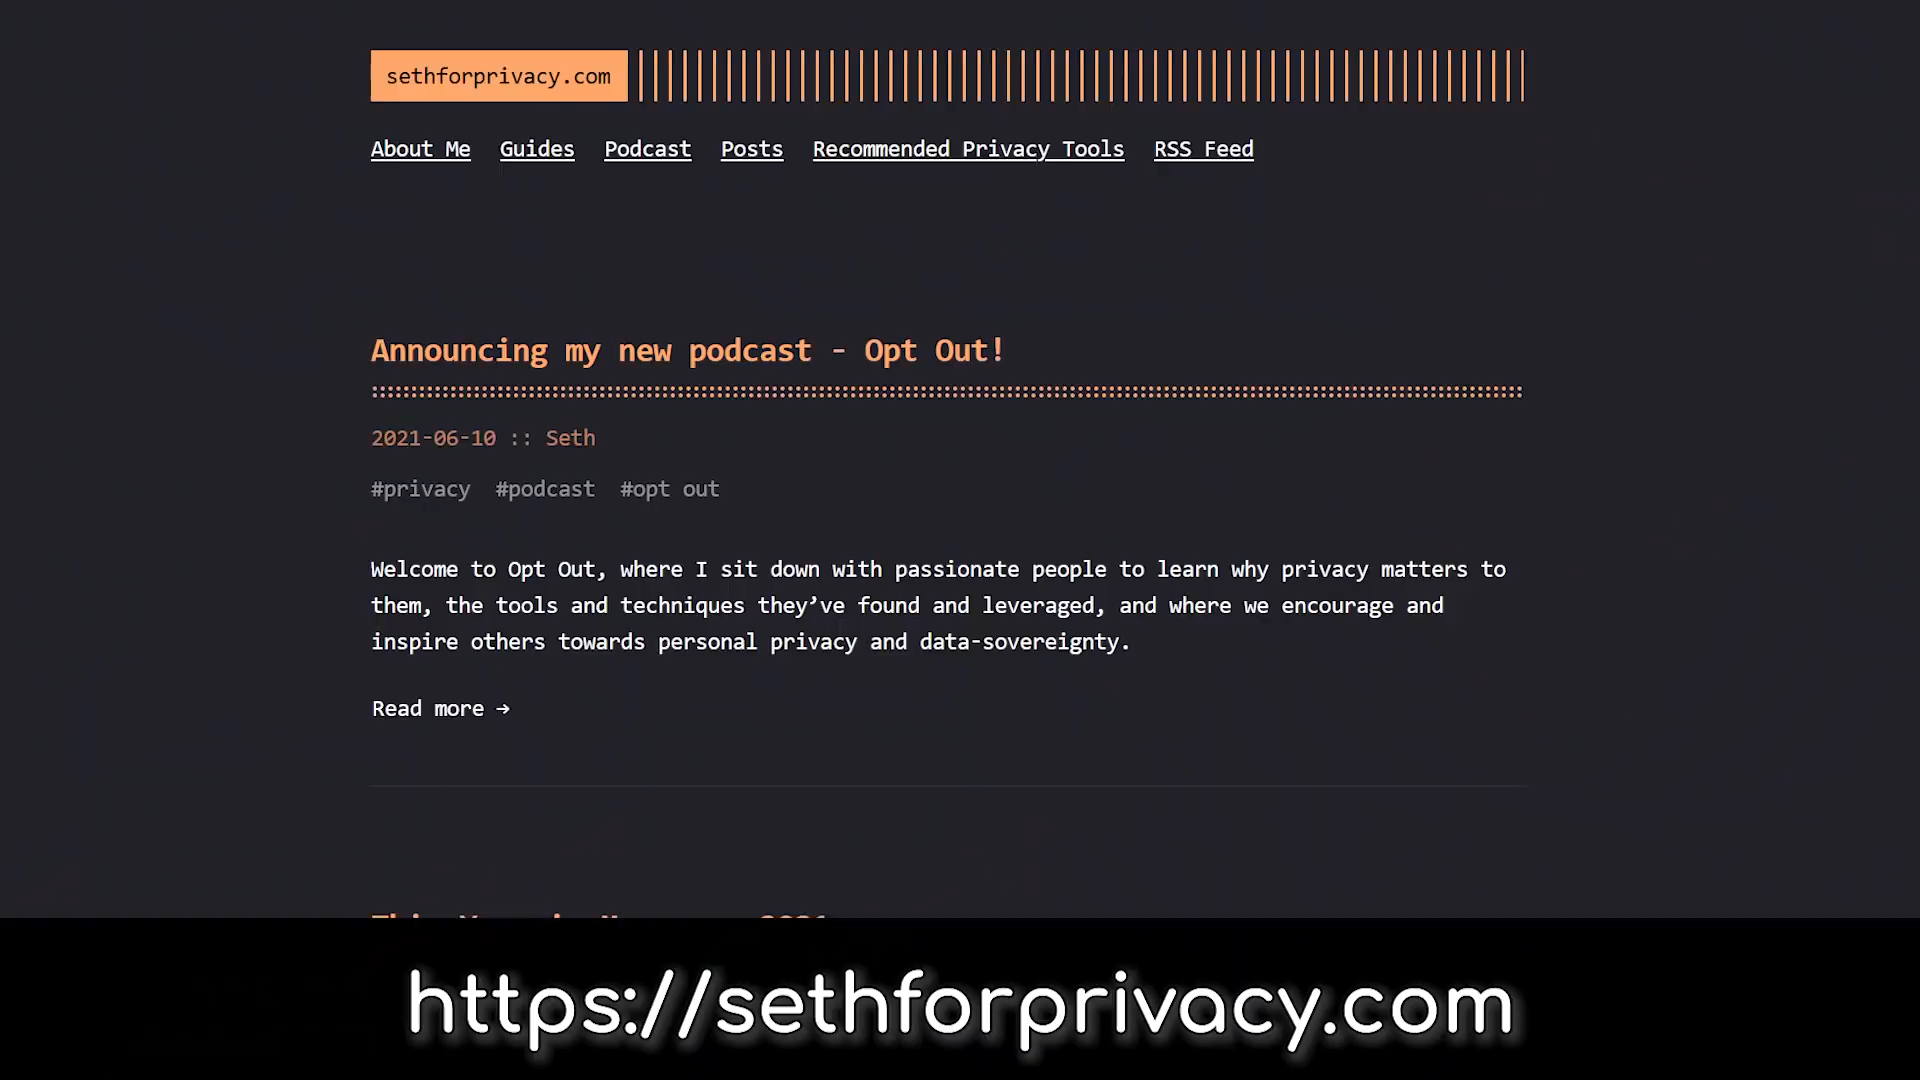 sethforprivacy.com
About Me Guides Podcast Posts Recommended Privacy Tools RSS Feed
Announcing my new podcast - Opt Out!
2021-06-10 :: Seth
#privacy #podcast #opt out
Welcome to Opt Out, where I sit down with passionate people to learn why privacy matters to
them, the tools and techniques they’ve found and leveraged, and where we encourage and
inspire others towards personal privacy and data-sovereignty.
Read more →
https://sethforprivacy.com